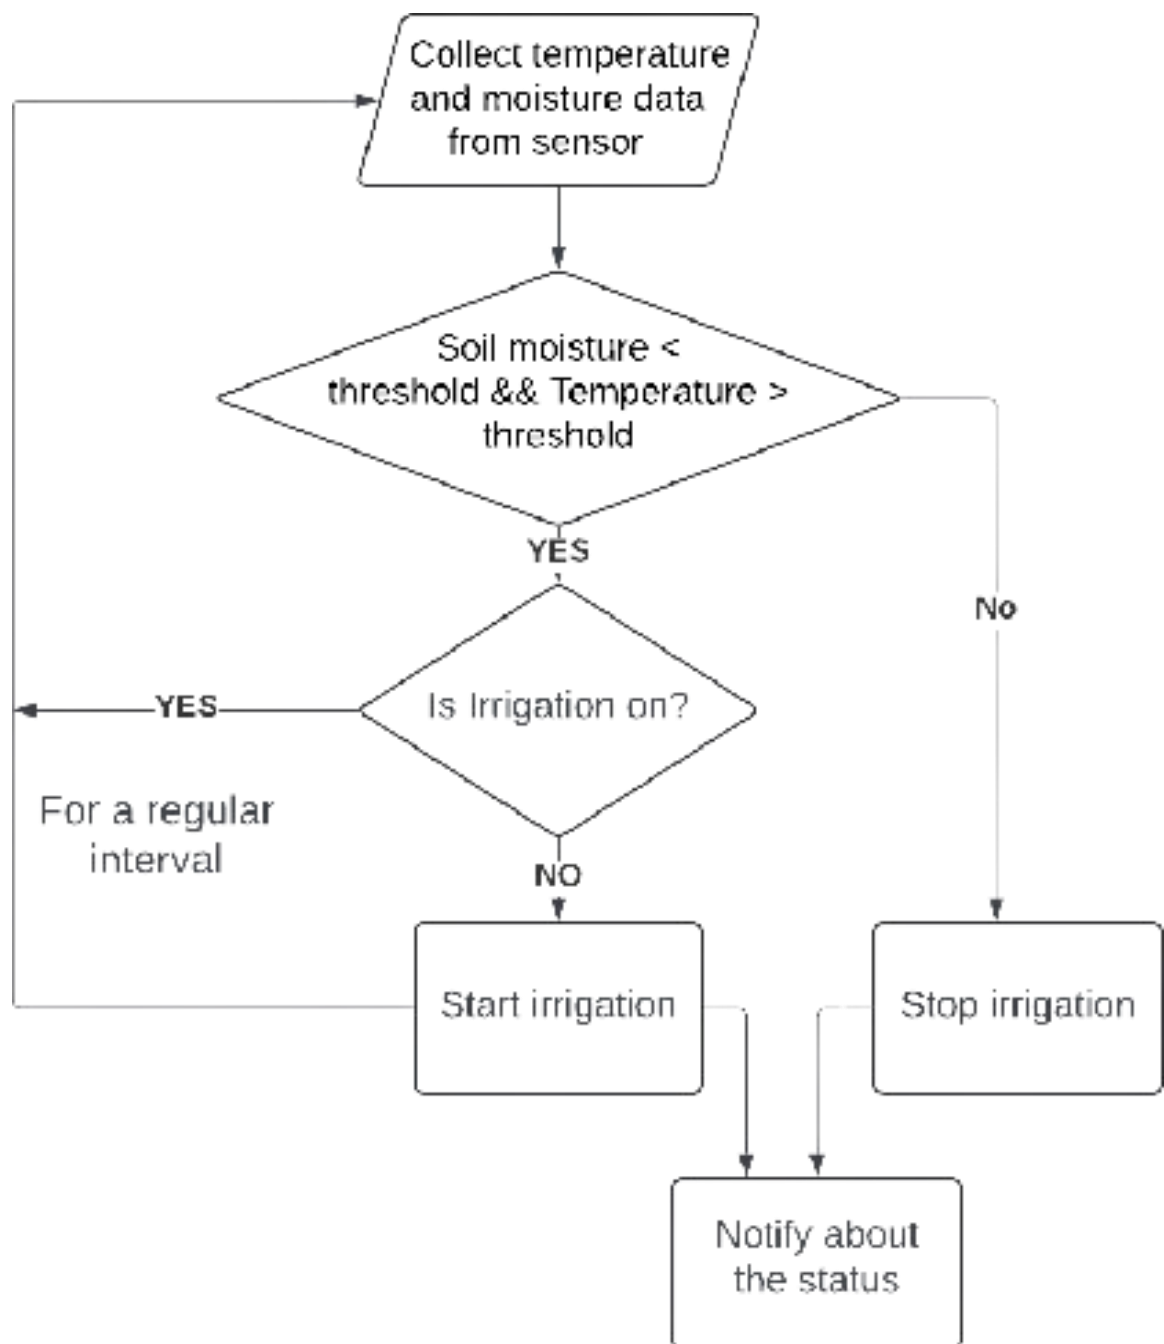 Collect temperature
and moisture data
from sensor
Soil moisture <
threshold && Temperature >
threshold
YES
No
Is Irrigation on?
YES
For a regular
interval
NO
Start irrigation
Stop irrigation
Notify about
the status